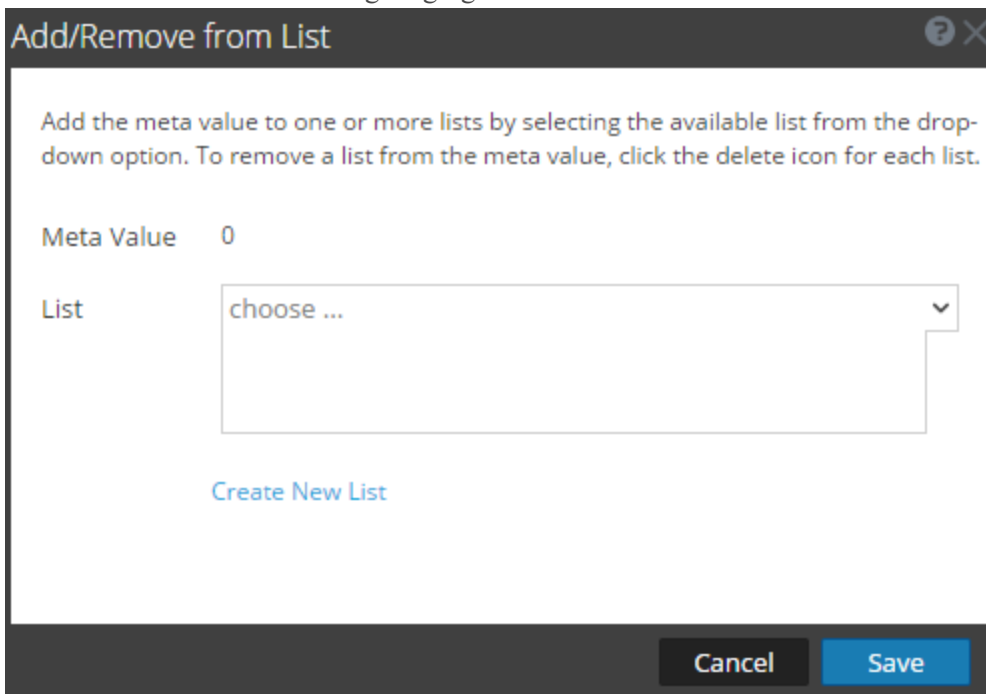 Add/Remove from List
Add the meta value to one or more lists by selecting the available list from the drop-
down option. To remove a list from the meta value, click the delete icon for each list.
Meta Value 0
List choose ...
Create New List
Cancel Save